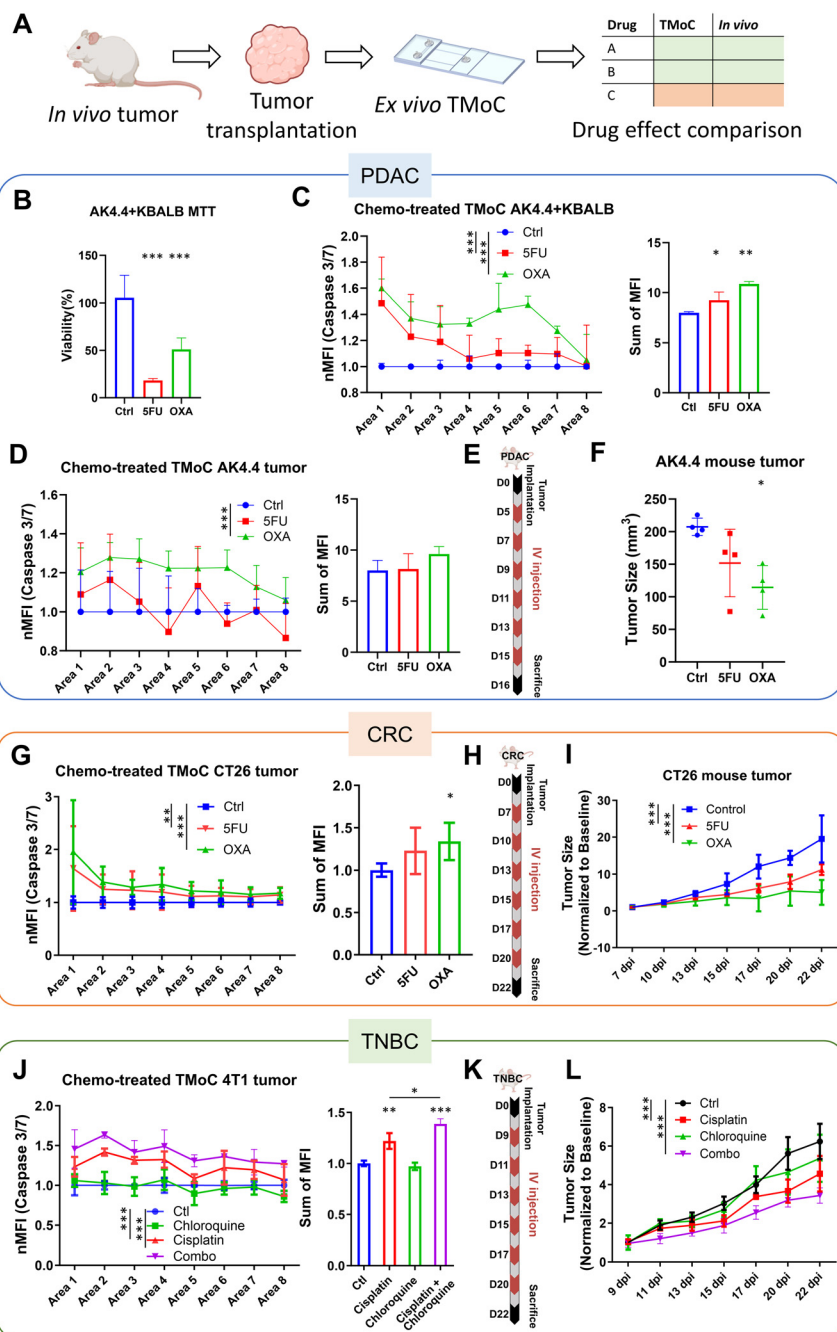 A
In vivo tumor
Tumor
transplantation
Ex vivo TMoC
Drug TMoC In vivo
A
B
C
Drug effect comparison
PDAC
B
AK4.4+KBALB MTT
Viability(%)
150
100
50
0
*** ***
Ctrl 5FU OXA
C
Chemo-treated TMoC AK4.4+KBALB
nMFI (Caspase 3/7)
1.8
1.6
1.4
1.2
1.0
0.8
***
***
Ctrl
5FU
OXA
Area 1 Area 2 Area 3 Area 4 Area 5 Area 6 Area 7 Area 8
Sum of MFI
15
10
5
0
* **
Ctl 5FU OXA
D
Chemo-treated TMoC AK4.4 tumor
nMFI (Caspase 3/7)
1.6
1.4
1.2
1.0
0.8
***
Ctrl
5FU
OXA
Area 1 Area 2 Area 3 Area 4 Area 5 Area 6 Area 7 Area 8
Sum of MFI
15
10
5
0
Ctrl 5FU OXA
E
PDAC
D0
D5
D7
D9
D11
D13
D15
D16
Tumor
Implantation
IV injection
Sacrifice
F
AK4.4 mouse tumor
Tumor Size (mm³)
250
200
150
100
50
0
*
Ctrl 5FU OXA
CRC
G
Chemo-treated TMoC CT26 tumor
nMFI (Caspase 3/7)
3
2
1
0
**
***
Ctrl
5FU
OXA
Area 1 Area 2 Area 3 Area 4 Area 5 Area 6 Area 7 Area 8
Sum of MFI
2.0
1.5
1.0
0.5
0.0
*
Ctrl 5FU OXA
H
CRC
D0
D7
D10
D13
D15
D17
D20
D22
Tumor
Implantation
IV injection
Sacrifice
I
CT26 mouse tumor
Tumor Size
(Normalized to Baseline)
30
20
10
0
-10
***
***
Control
5FU
OXA
7 dpi 10 dpi 13 dpi 15 dpi 17 dpi 20 dpi 22 dpi
TNBC
J
Chemo-treated TMoC 4T1 tumor
nMFI (Caspase 3/7)
2.0
1.5
1.0
0.5
0.0
***
***
Ctl
Chloroquine
Cisplatin
Combo
Area 1 Area 2 Area 3 Area 4 Area 5 Area 6 Area 7 Area 8
Sum of MFI
1.5
1.0
0.5
0.0
*
** ***
Ctl
Cisplatin
Chloroquine
Cisplatin +
Chloroquine
K
TNBC
D0
D9
D11
D13
D15
D17
D20
D22
Tumor
Implantation
IV injection
Sacrifice
L
Tumor Size
(Normalized to Baseline)
8
6
4
2
0
***
***
Ctrl
Cisplatin
Chloroquine
Combo
9 dpi 11 dpi 13 dpi 15 dpi 17 dpi 20 dpi 22 dpi